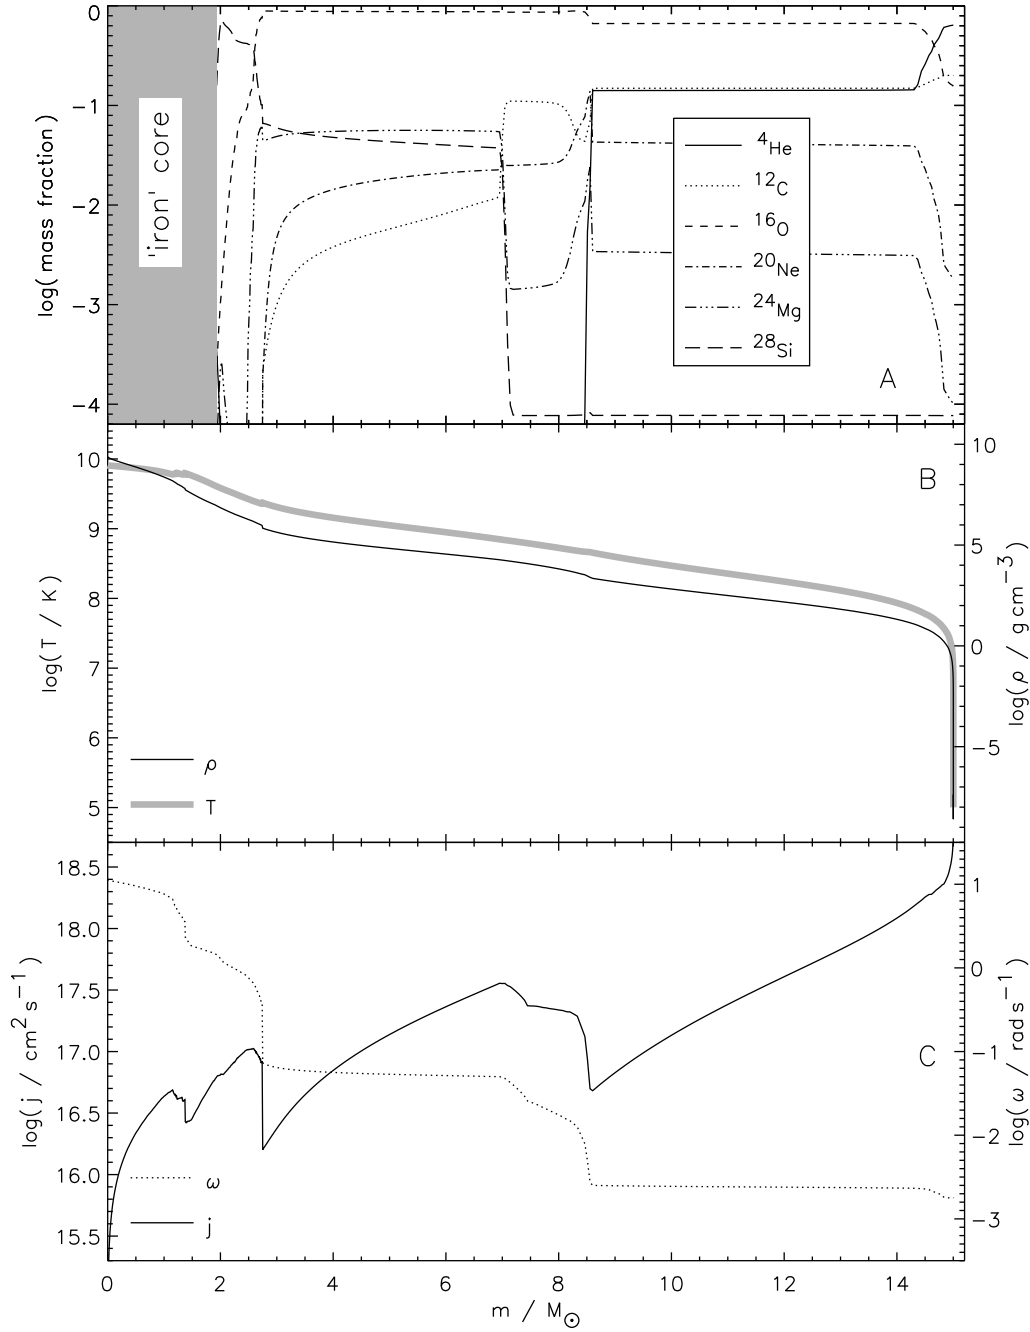 0
−1
−2
−3
−4
log(mass fraction)
'iron' core
⁴He
¹²C
¹⁶O
²⁰Ne
²⁴Mg
²⁸Si
A
10
9
8
7
6
5
log(T / K)
10
5
0
−5
log(ρ / g cm⁻³)
B
ρ
T
18.5
18.0
17.5
17.0
16.5
16.0
15.5
log(j / cm² s⁻¹)
1
0
−1
−2
−3
log(ω / rad s⁻¹)
C
ω
j
0 2 4 6 8 10 12 14
m / M☉